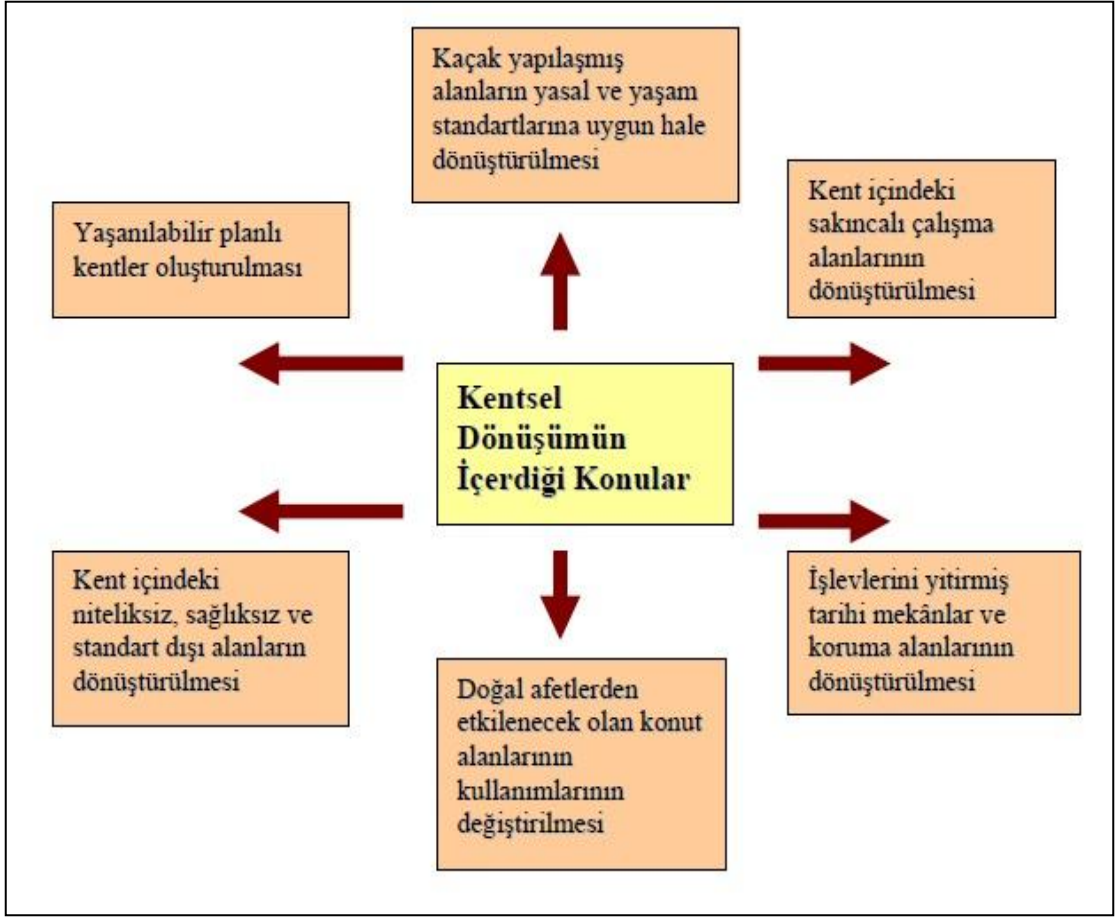 Kaçak yapılaşmış
alanların yasal ve yaşam
standartlarına uygun hale
dönüştürülmesi
Kent içindeki
sakıncalı çalışma
alanlarının
dönüştürülmesi
Yaşanılabilir planlı
kentler oluşturulması
Kentsel
Dönüşümün
İçerdiği Konular
Kent içindeki
niteliksiz, sağlıksız ve
standart dışı alanların
dönüştürülmesi
İşlevlerini yitirmiş
tarihi mekânlar ve
koruma alanlarının
dönüştürülmesi
Doğal afetlerden
etkilenecek olan konut
alanlarının
kullanımlarının
değiştirilmesi